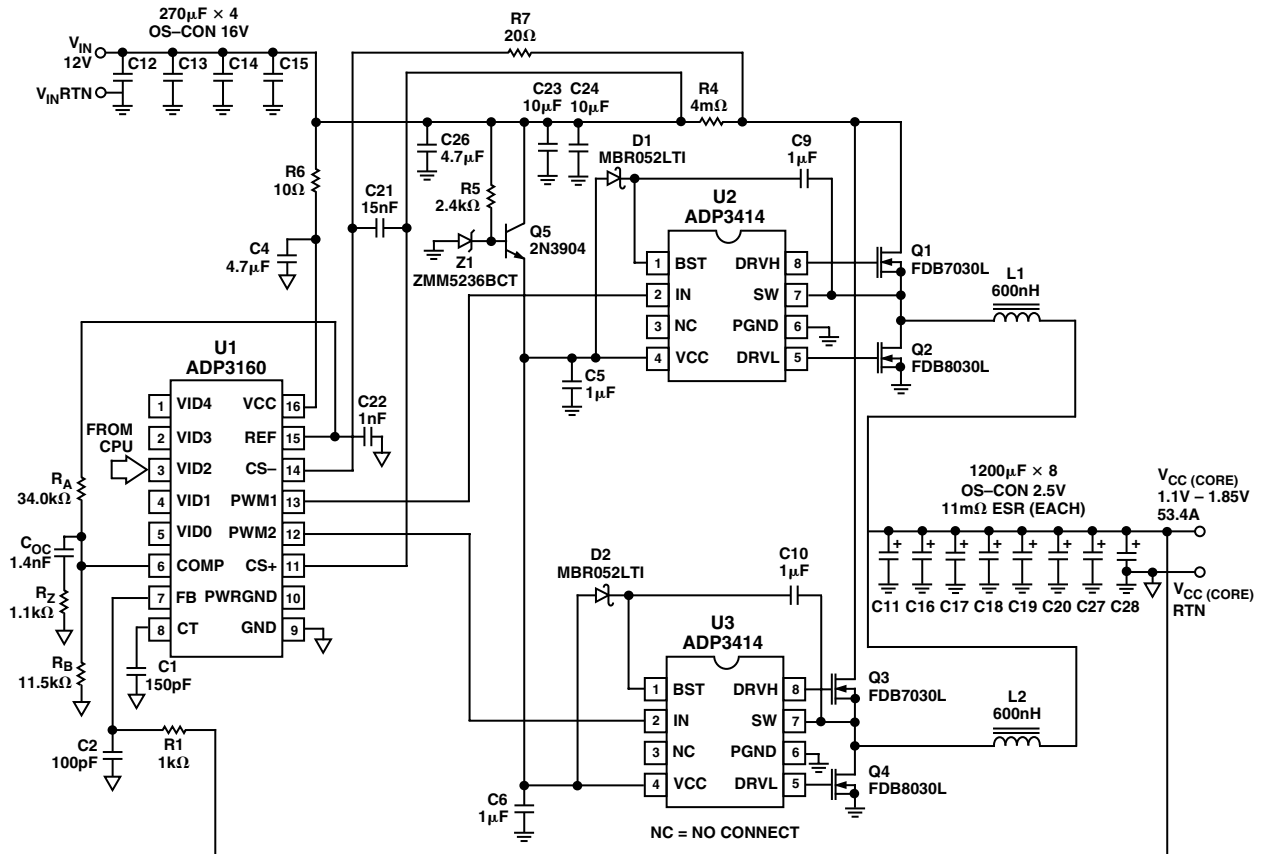 270μF × 4
OS–CON 16V
VIN
12V
VINRTN
C12
C13
C14
C15
R7
20Ω
C23
10μF
C24
10μF
R4
4mΩ
C26
4.7μF
D1
MBR052LTI
C9
1μF
R6
10Ω
C21
15nF
R5
2.4kΩ
Q5
2N3904
Z1
ZMM5236BCT
C4
4.7μF
U2
ADP3414
1 BST
2 IN
3 NC
4 VCC
DRVH 8
SW 7
PGND 6
DRVL 5
Q1
FDB7030L
L1
600nH
Q2
FDB8030L
C5
1μF
U1
ADP3160
FROM
CPU
1 VID4
2 VID3
3 VID2
4 VID1
5 VID0
6 COMP
7 FB
8 CT
VCC 16
REF 15
CS– 14
PWM1 13
PWM2 12
CS+ 11
PWRGND 10
GND 9
C22
1nF
RA
34.0kΩ
COC
1.4nF
RZ
1.1kΩ
RB
11.5kΩ
C1
150pF
C2
100pF
R1
1kΩ
1200μF × 8
OS–CON 2.5V
11mΩ ESR (EACH)
VCC (CORE)
1.1V – 1.85V
53.4A
+ + + + + + + +
C11 C16 C17 C18 C19 C20 C27 C28
VCC (CORE)
RTN
D2
MBR052LTI
C10
1μF
U3
ADP3414
1 BST
2 IN
3 NC
4 VCC
DRVH 8
SW 7
PGND 6
DRVL 5
Q3
FDB7030L
L2
600nH
Q4
FDB8030L
C6
1μF
NC = NO CONNECT